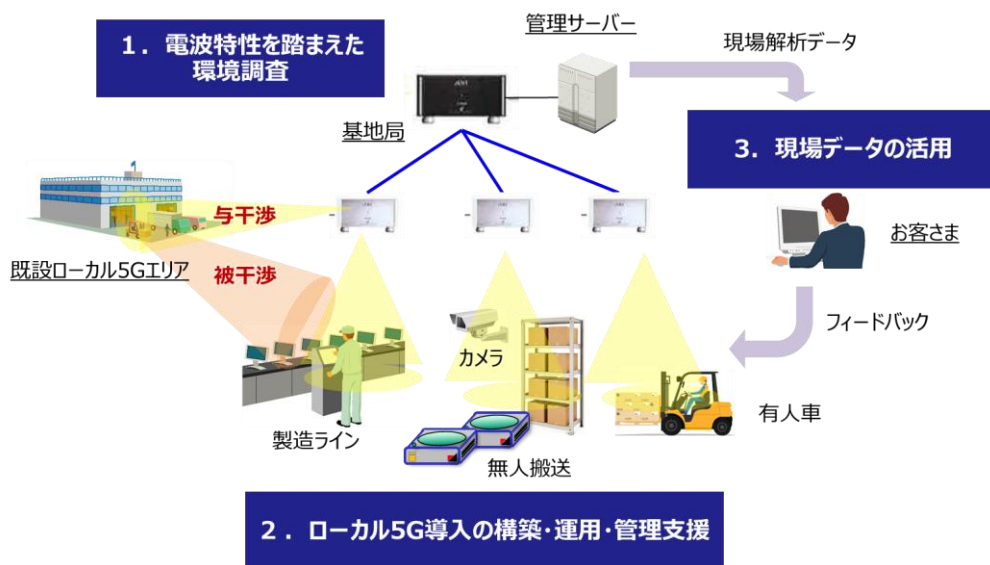 1．電波特性を踏まえた
環境調査
管理サーバー
現場解析データ
基地局
3．現場データの活用
与干渉
お客さま
既設ローカル5Gエリア
被干渉
フィードバック
カメラ
有人車
製造ライン
無人搬送
2．ローカル5G導入の構築・運用・管理支援